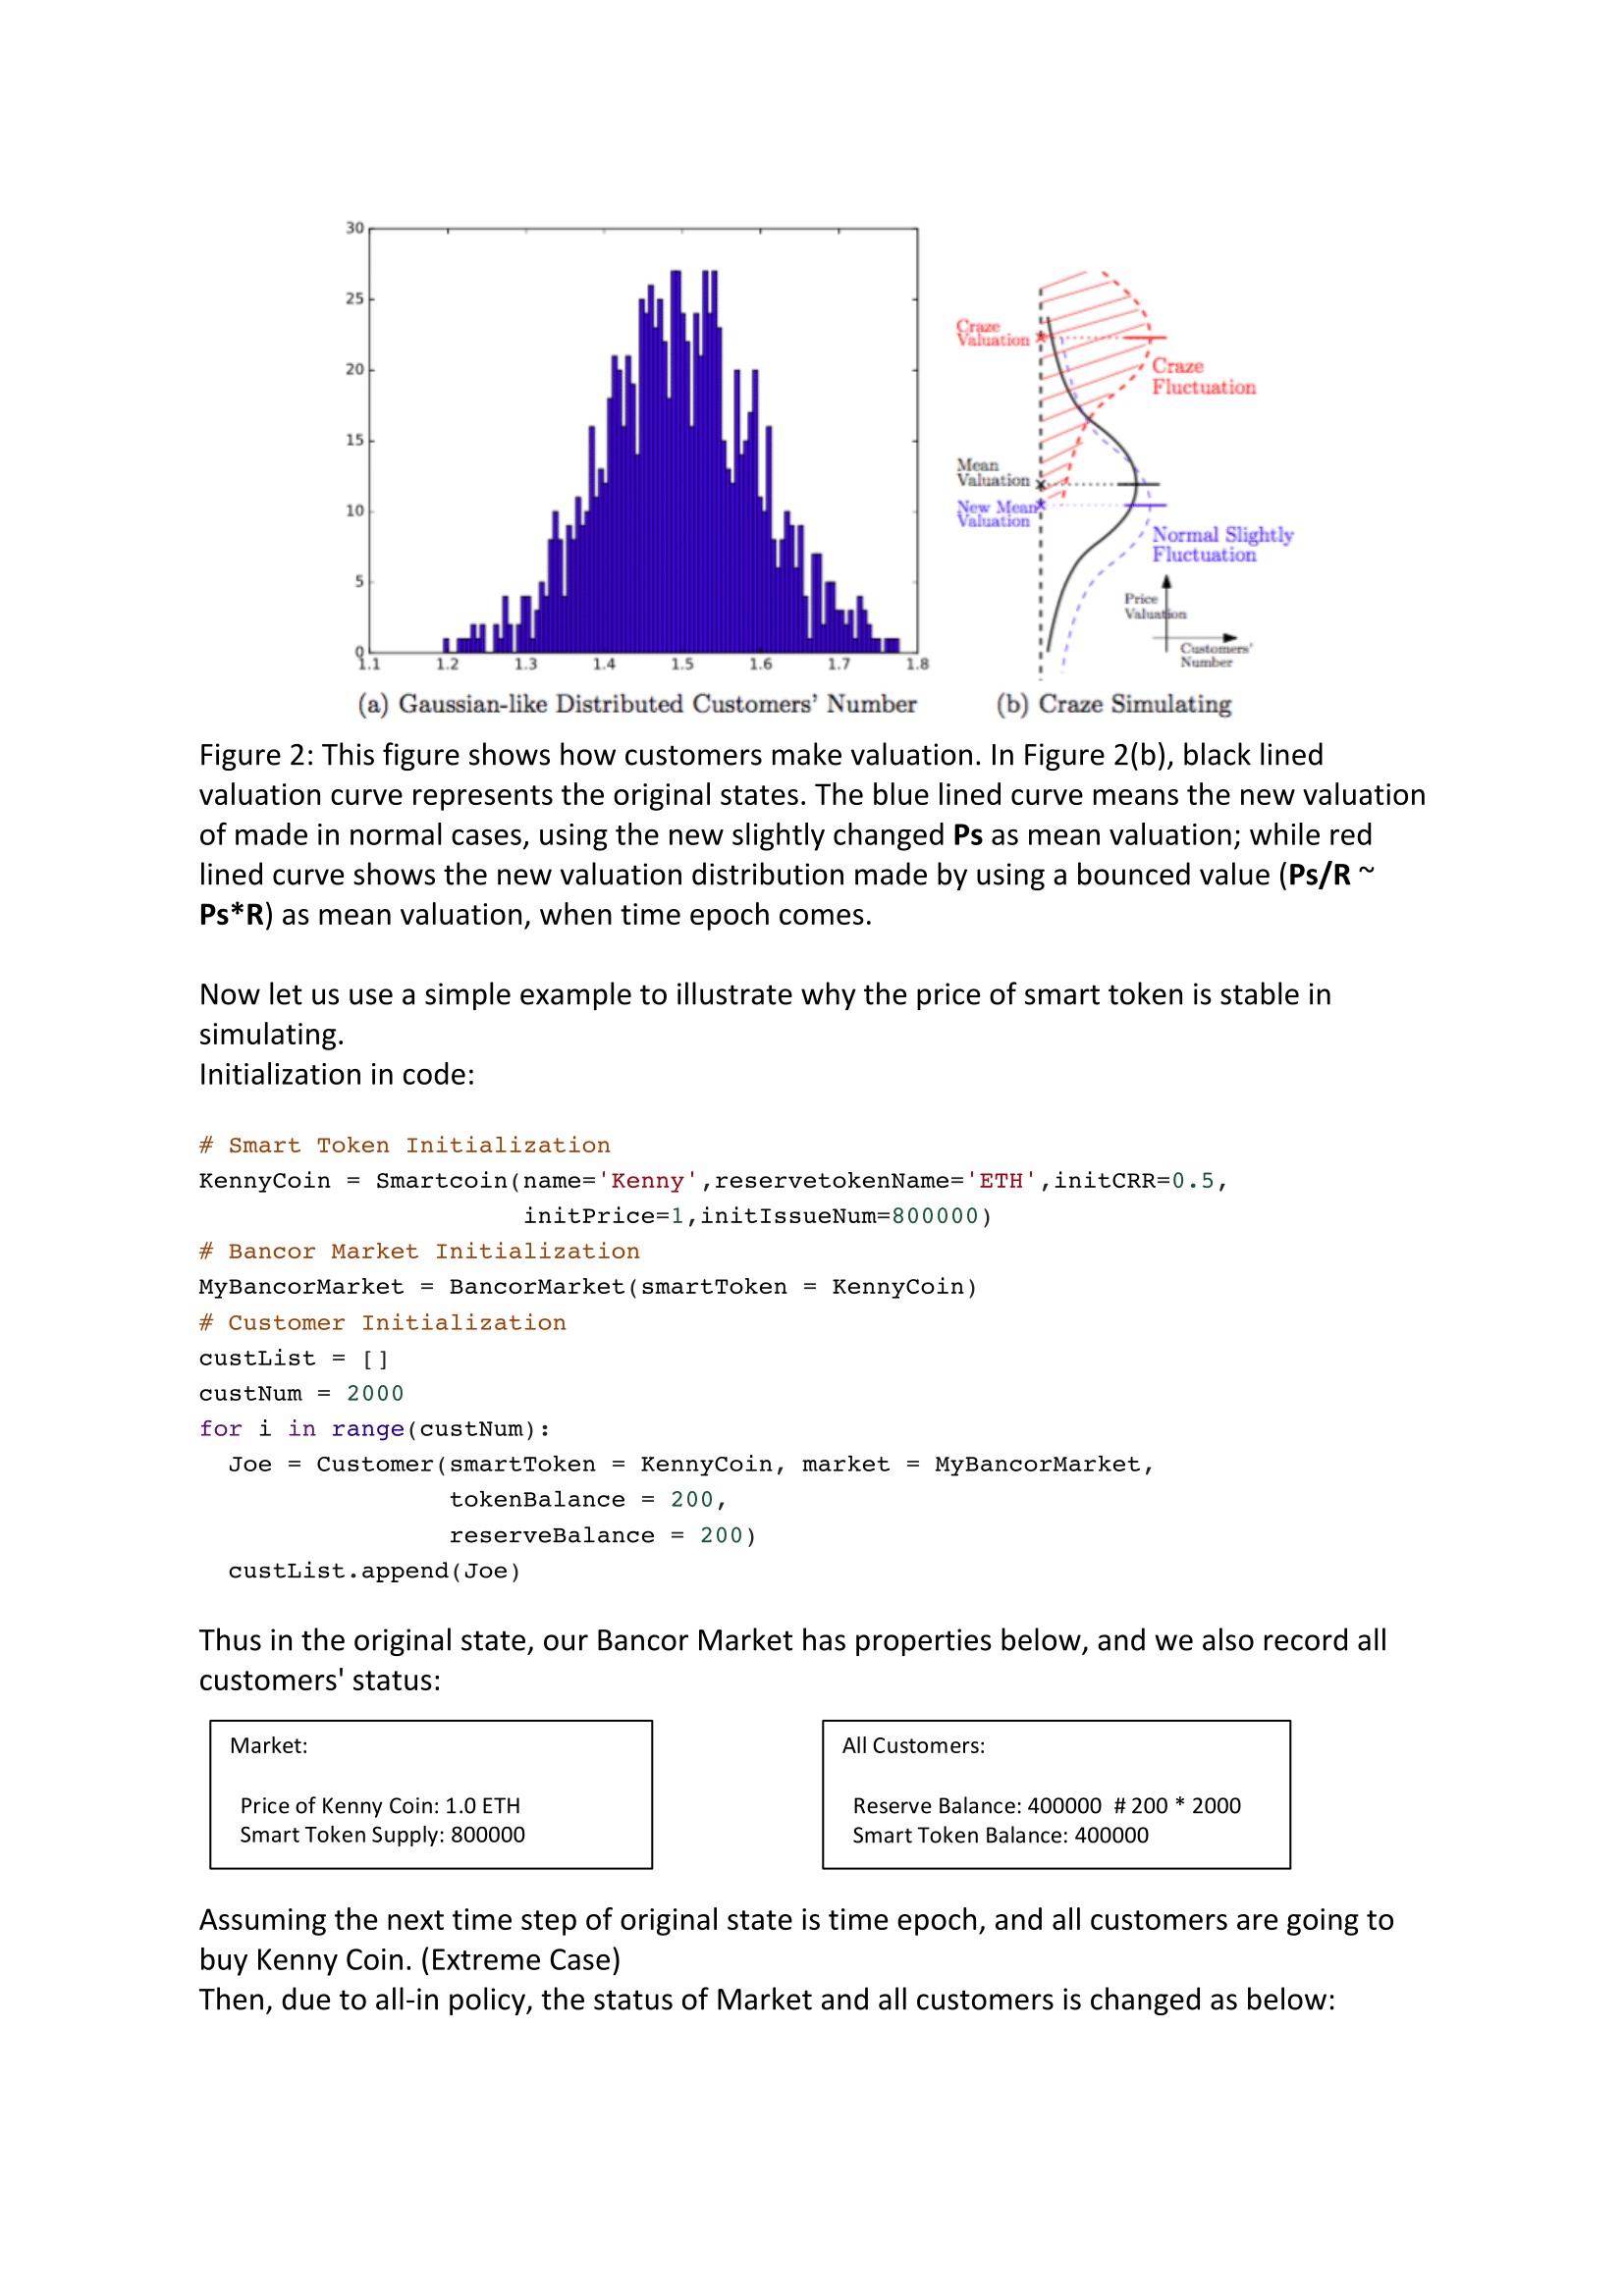 30
25
20
15
10
5
0
1.1 1.2 1.3 1.4 1.5 1.6 1.7 1.8
(a) Gaussian-like Distributed Customers' Number
Craze
Valuation
Craze
Fluctuation
Mean
Valuation
New Mean
Valuation
Normal Slightly
Fluctuation
Price
Valuation
Customers'
Number
(b) Craze Simulating
Figure 2: This figure shows how customers make valuation. In Figure 2(b), black lined
valuation curve represents the original states. The blue lined curve means the new valuation
of made in normal cases, using the new slightly changed Ps as mean valuation; while red
lined curve shows the new valuation distribution made by using a bounced value (Ps/R ~
Ps*R) as mean valuation, when time epoch comes.
Now let us use a simple example to illustrate why the price of smart token is stable in
simulating.
Initialization in code:
# Smart Token Initialization
KennyCoin = Smartcoin(name='Kenny',reservetokenName='ETH',initCRR=0.5,
initPrice=1,initIssueNum=800000)
# Bancor Market Initialization
MyBancorMarket = BancorMarket(smartToken = KennyCoin)
# Customer Initialization
custList = []
custNum = 2000
for i in range(custNum):
Joe = Customer(smartToken = KennyCoin, market = MyBancorMarket,
tokenBalance = 200,
reserveBalance = 200)
custList.append(Joe)
Thus in the original state, our Bancor Market has properties below, and we also record all
customers' status:
Market:
Price of Kenny Coin: 1.0 ETH
Smart Token Supply: 800000
All Customers:
Reserve Balance: 400000 # 200 * 2000
Smart Token Balance: 400000
Assuming the next time step of original state is time epoch, and all customers are going to
buy Kenny Coin. (Extreme Case)
Then, due to all-in policy, the status of Market and all customers is changed as below: